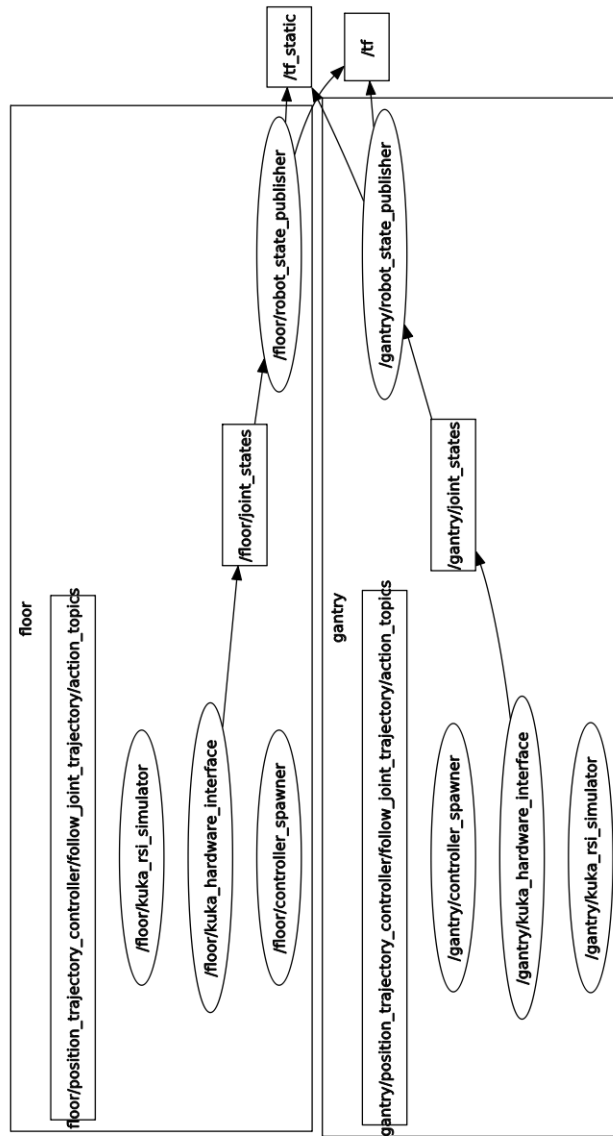 floor
floor/position_trajectory_controller/follow_joint_trajectory/action_topics
/floor/kuka_rsi_simulator
/floor/kuka_hardware_interface
/floor/controller_spawner
/floor/joint_states
/floor/robot_state_publisher
/tf_static
/tf
gantry
gantry/position_trajectory_controller/follow_joint_trajectory/action_topics
/gantry/controller_spawner
/gantry/kuka_hardware_interface
/gantry/kuka_rsi_simulator
/gantry/joint_states
/gantry/robot_state_publisher